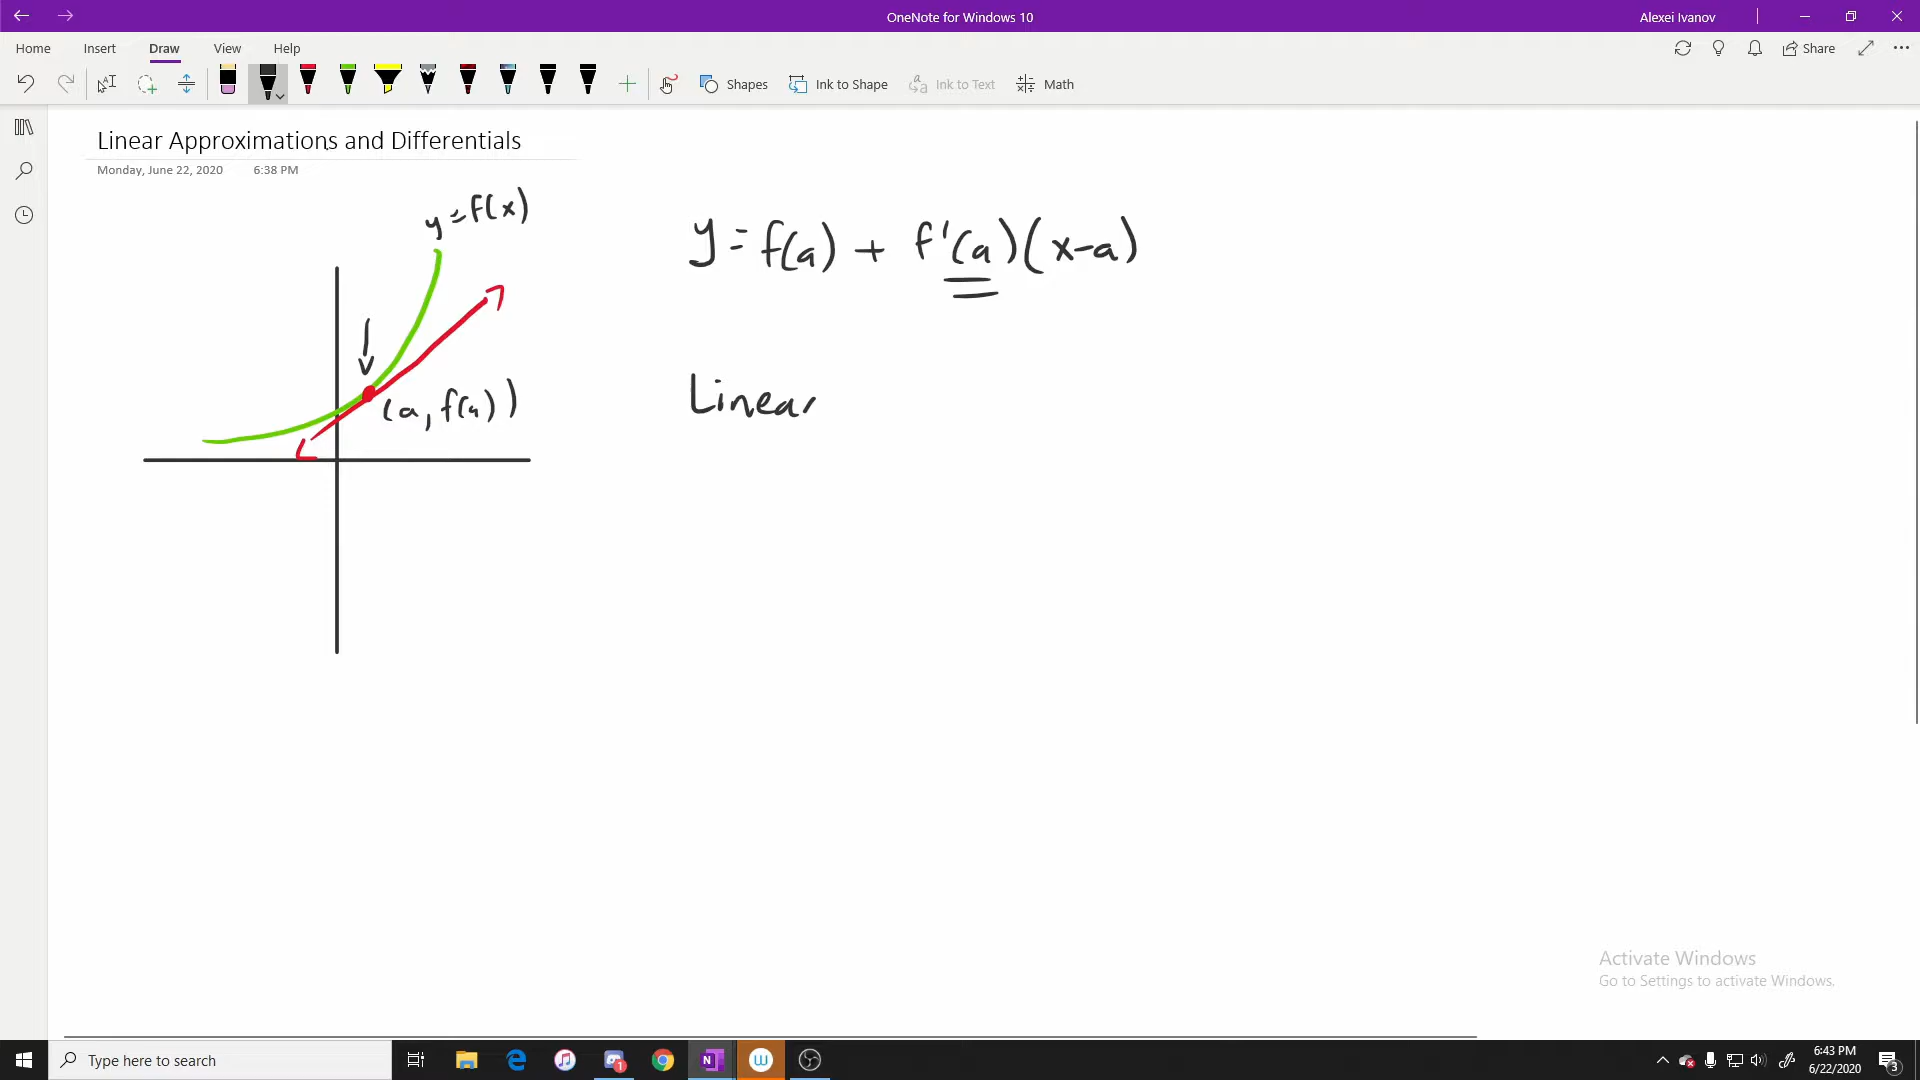 OneNote for Windows 10
Alexei Ivanov
Home Insert Draw View Help
Share
Shapes
Ink to Shape
Ink to Text
Math
Linear Approximations and Differentials
Monday, June 22, 2020 6:38 PM
y=f(x)
y = f(a) + f'(a)(x-a)
(a, f(a))
Linear
Activate Windows
Go to Settings to activate Windows.
Type here to search
6:43 PM
6/22/2020